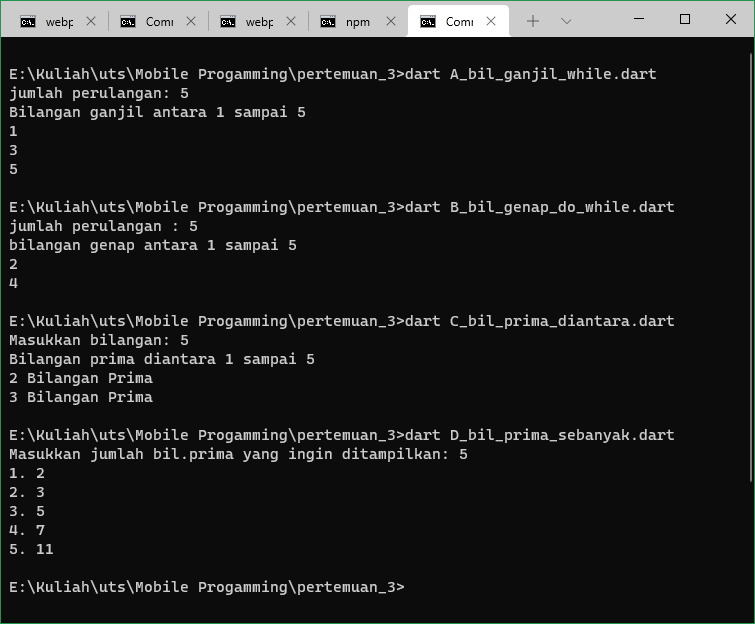 webp
Comr
webp
npm
Comr
E:\Kuliah\uts\Mobile Progamming\pertemuan_3>dart A_bil_ganjil_while.dart
jumlah perulangan: 5
Bilangan ganjil antara 1 sampai 5
1
3
5
E:\Kuliah\uts\Mobile Progamming\pertemuan_3>dart B_bil_genap_do_while.dart
jumlah perulangan : 5
bilangan genap antara 1 sampai 5
2
4
E:\Kuliah\uts\Mobile Progamming\pertemuan_3>dart C_bil_prima_diantara.dart
Masukkan bilangan: 5
Bilangan prima diantara 1 sampai 5
2 Bilangan Prima
3 Bilangan Prima
E:\Kuliah\uts\Mobile Progamming\pertemuan_3>dart D_bil_prima_sebanyak.dart
Masukkan jumlah bil.prima yang ingin ditampilkan: 5
1. 2
2. 3
3. 5
4. 7
5. 11
E:\Kuliah\uts\Mobile Progamming\pertemuan_3>